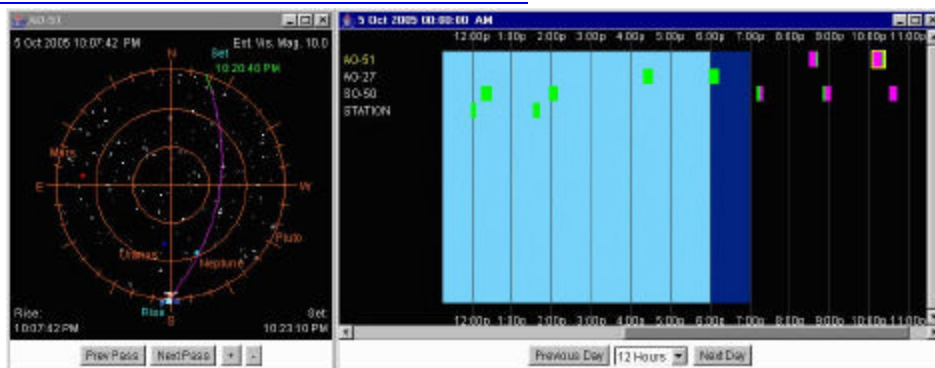 AO-51
5 Oct 2005 10:07:42 PM
Est. Vis. Mag. 10.0
N
Set
10:20:40 PM
Mars
E
W
Pluto
Uranus
Neptune
Rise
S
Rise:
10:07:42 PM
Set:
10:23:10 PM
Prev Pass
Next Pass
+
-
5 Oct 2005 00:00:00 AM
12:00p 1:00p 2:00p 3:00p 4:00p 5:00p 6:00p 7:00p 8:00p 9:00p 10:00p 11:00p
AO-51
AO-27
SO-50
STATION
12:00p 1:00p 2:00p 3:00p 4:00p 5:00p 6:00p 7:00p 8:00p 9:00p 10:00p 11:00p
Previous Day
12 Hours
Next Day